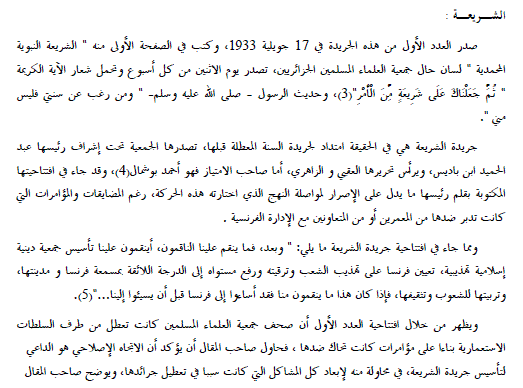 الشـــريعـــة :
صدر العدد الأول من هذه الجريدة في 17 جويلية 1933، وكتب في الصفحة الأولى منه " الشريعة النبوية
المحمدية " لسان حال جمعية العلماء المسلمين الجزائريين، تصدر يوم الاثنين من كل أسبوع وتحمل شعار الآية الكريمة
" ثُمَّ جَعَلْنَاكَ عَلَى شَرِيعَةٍ مِّنَ الْأَمْرِ"(3)، وحديث الرسول - صلى الله عليه وسلم- " ومن رغب عن سنتي فليس
مني ".
جريدة الشريعة هي في الحقيقة امتداد لجريدة السنة المعطلة قبلها، تصدرها الجمعية تحت إشراف رئيسها عبد
الحميد ابن باديس، ويرأس تحريرها العقبي و الزاهري، أما صاحب الامتياز فهو أحمد بوشمال(4)، وقد جاء في افتتاحيتها
المكتوبة بقلم رئيسها ما يدل على الإصرار لمواصلة النهج الذي اختارته هذه الحركة، رغم المضايقات والمؤامرات التي
كانت تدبر ضدها من المعمرين أو من المتعاونين مع الإدارة الفرنسية .
ومما جاء في افتتاحية جريدة الشريعة ما يلي: " وبعد، فما ينقم علينا الناقمون، أينقمون علينا تأسيس جمعية دينية
إسلامية تهذيبية، تعيين فرنسا على تهذيب الشعب وترقيته ورفع مستواه إلى الدرجة اللائقة بسمعة فرنسا و مدينتها،
وتربيتها للشعوب وتثقيفها، فإذا كان هذا ما ينقمون منا فقد أساءوا إلى فرنسا قبل أن يسيئوا إلينا..."(5).
ويظهر من خلال افتتاحية العدد الأول أن صحف جمعية العلماء المسلمين كانت تعطل من طرف السلطات
الاستعمارية بناءا على مؤامرات كانت تحاك ضدها ، فحاول صاحب المقال أن يؤكد أن الاتجاه الإصلاحي هو الداعي
لتأسيس جريدة الشريعة، في محاولة منه لإبعاد كل المشاكل التي كانت سببا في تعطيل جرائدها، ويوضح صاحب المقال